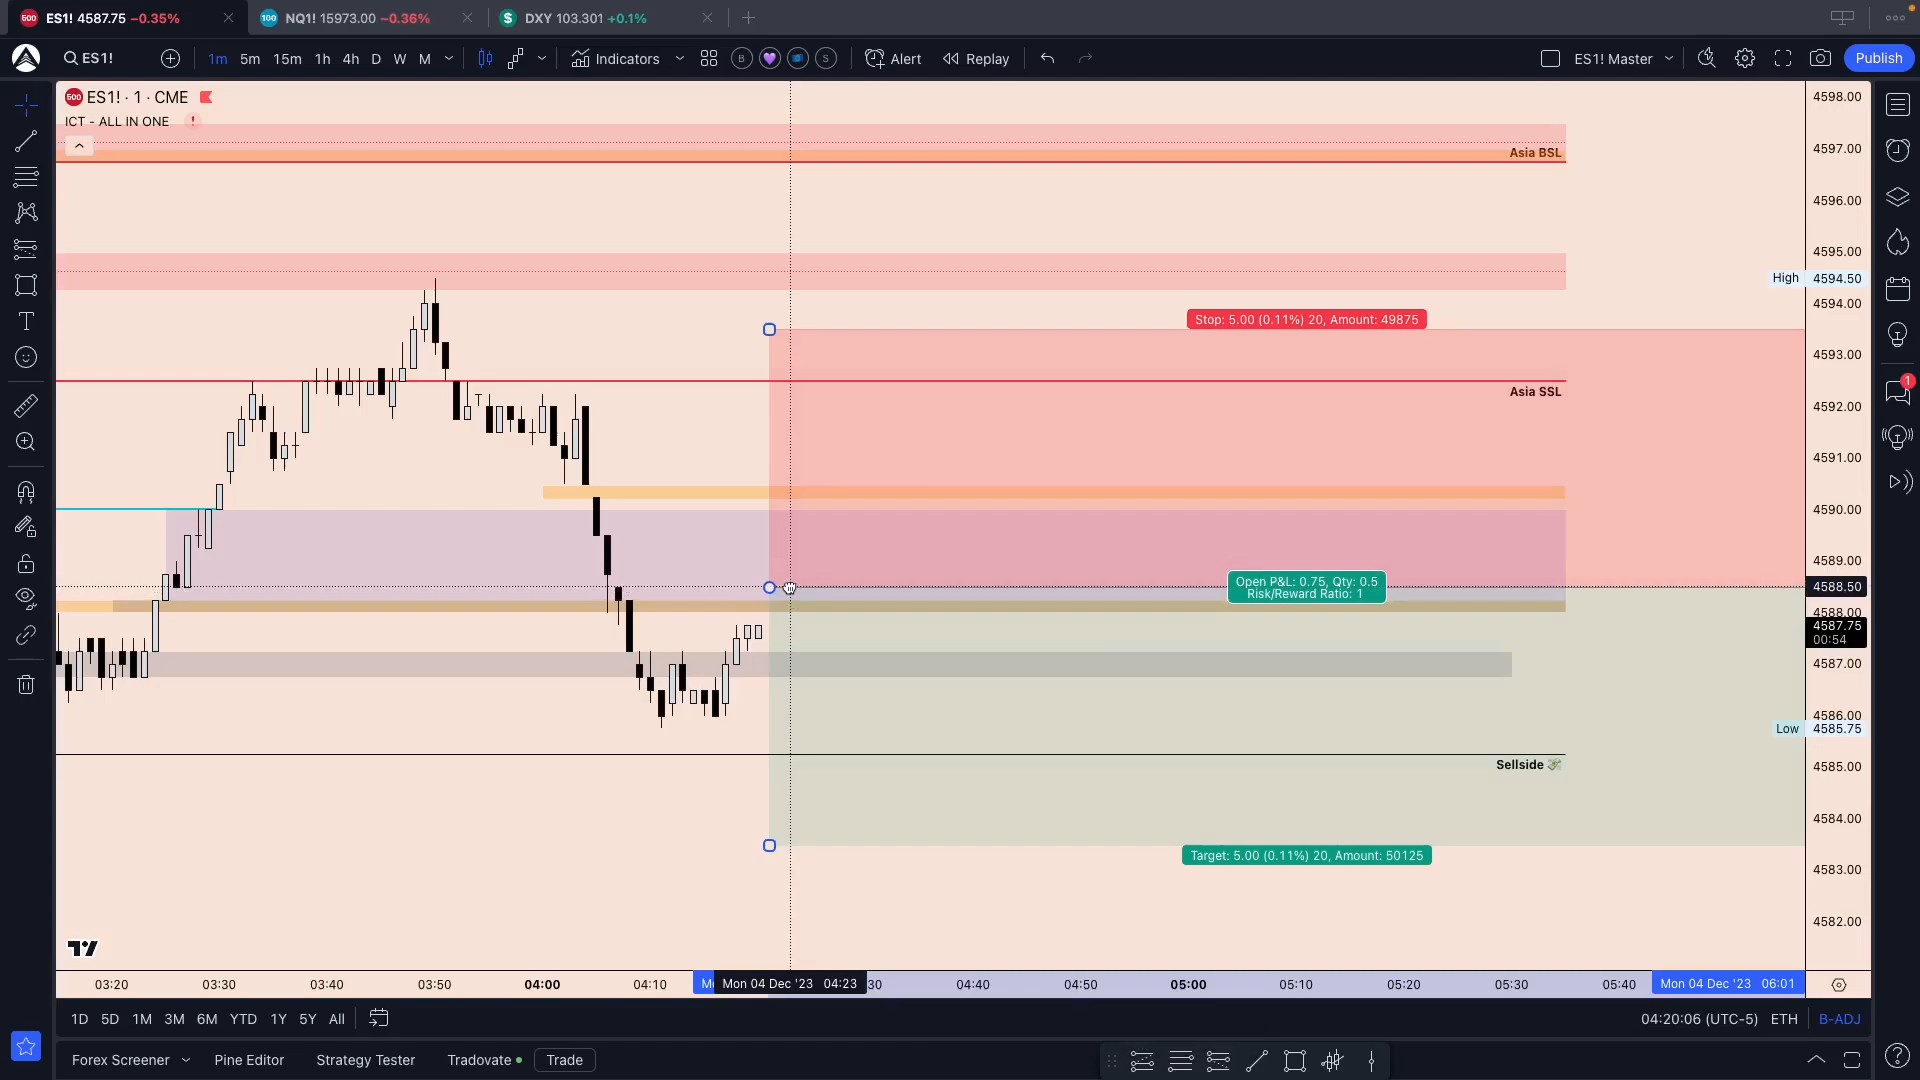 500 ES1! 4587.75 −0.35%
100 NQ1! 15973.00 −0.36%
$ DXY 103.301 +0.1%
ES1! 1m 5m 15m 1h 4h D W M Indicators B S Alert Replay ES1! Master Publish
500 ES1! · 1 · CME
ICT - ALL IN ONE !
4598.00
Asia BSL
4597.00
4596.00
4595.00
High 4594.50
4594.00
Stop: 5.00 (0.11%) 20, Amount: 49875
4593.00
Asia SSL
1
4592.00
4591.00
4590.00
4589.00
Open P&L: 0.75, Qty: 0.5
Risk/Reward Ratio: 1
4588.50
4588.00
4587.75
00:54
4587.00
4586.00
Low 4585.75
Sellside 💸
4585.00
4584.00
Target: 5.00 (0.11%) 20, Amount: 50125
4583.00
4582.00
03:20 03:30 03:40 03:50 04:00 04:10 Mon 04 Dec '23 04:23 30 04:40 04:50 05:00 05:10 05:20 05:30 05:40 Mon 04 Dec '23 06:01
1D 5D 1M 3M 6M YTD 1Y 5Y All 04:20:06 (UTC-5) ETH B-ADJ
Forex Screener Pine Editor Strategy Tester Tradovate Trade